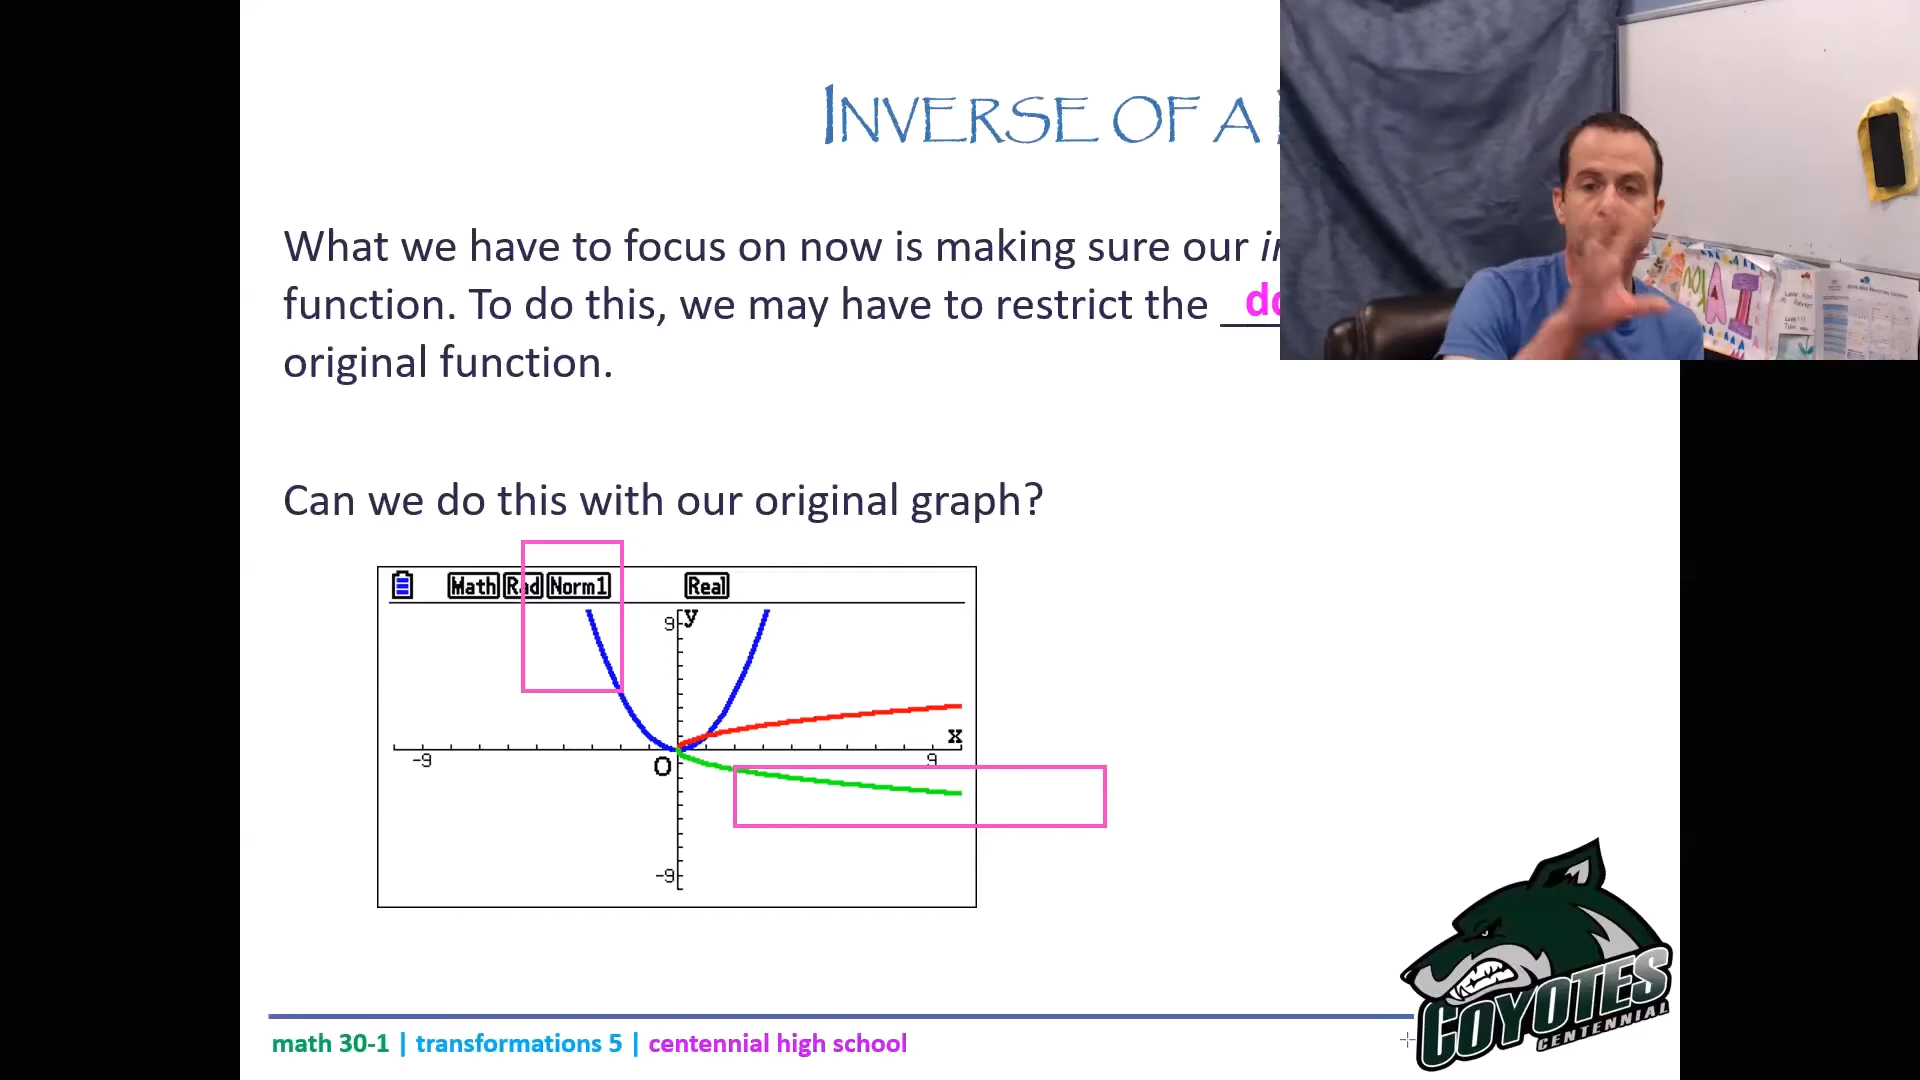 INVERSE OF A
What we have to focus on now is making sure our
function. To do this, we may have to restrict the
original function.
Can we do this with our original graph?
Math Rad Norm1 Real
9 y
x
-9 O 9
-9
COYOTES
CENTENNIAL
math 30-1 | transformations 5 | centennial high school